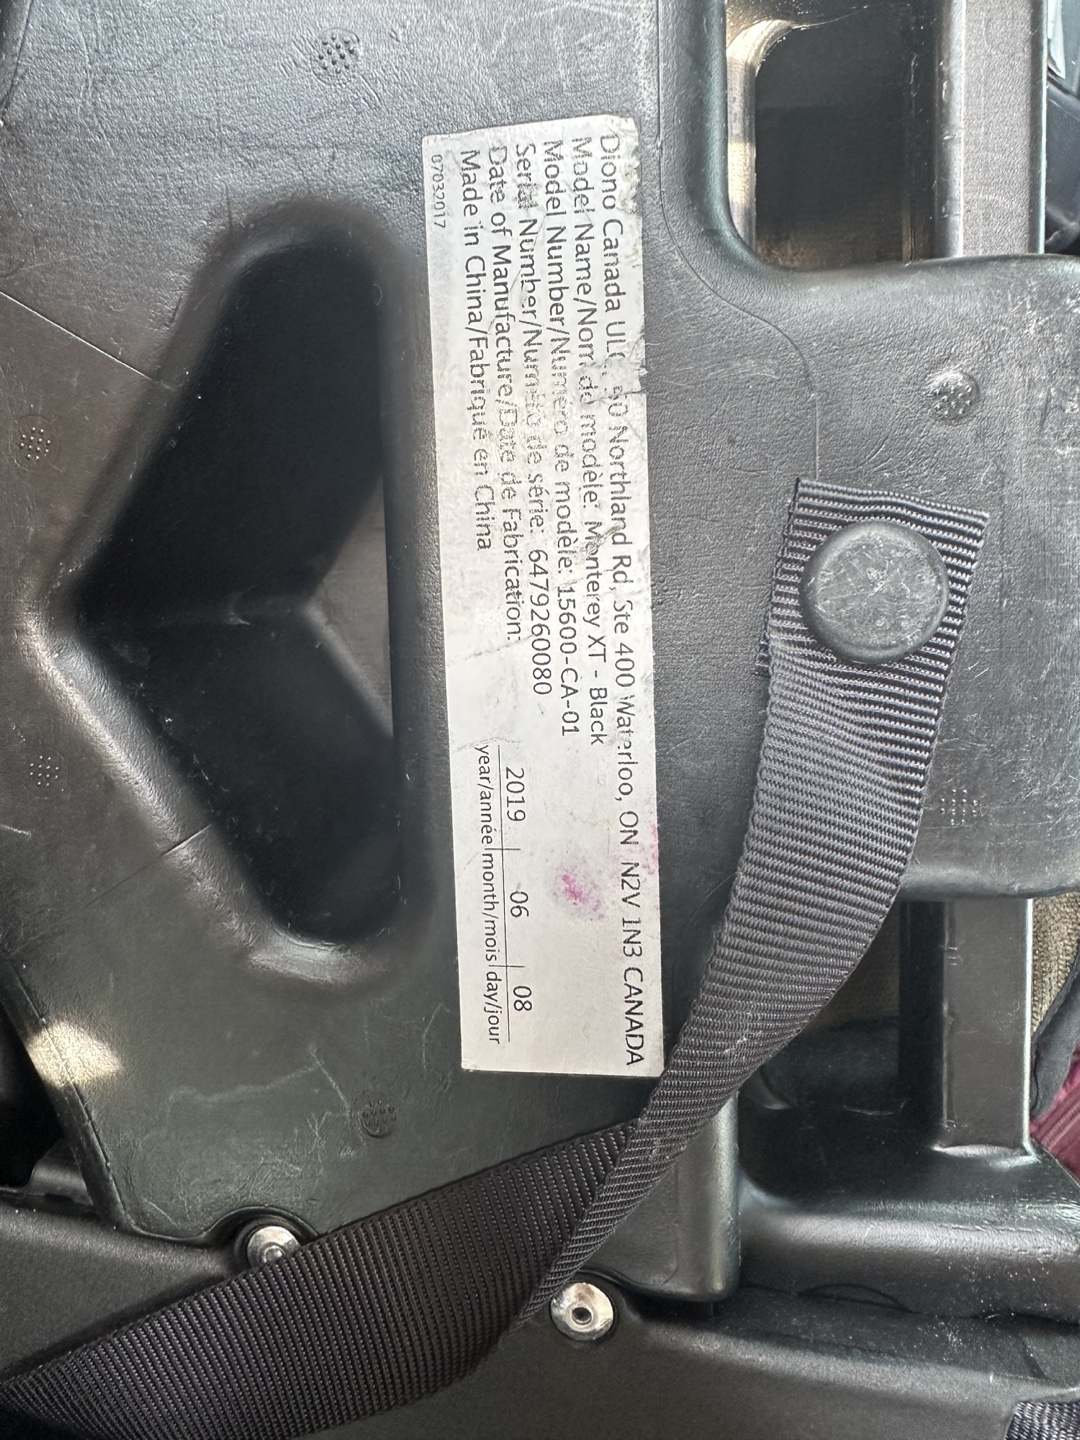 Diono Canada ULC, 50 Northland Rd, Ste 400 Waterloo, ON N2V 1N3 CANADA
Model Name/Nom de modèle: Monterey XT - Black
Model Number/Numéro de modèle: 15600-CA-01
Serial Number/Numéro de série: 6479260080
Date of Manufacture/Date de Fabrication: 2019 | 06 | 08
year/année|month/mois|day/jour
Made in China/Fabriqué en China
07032017